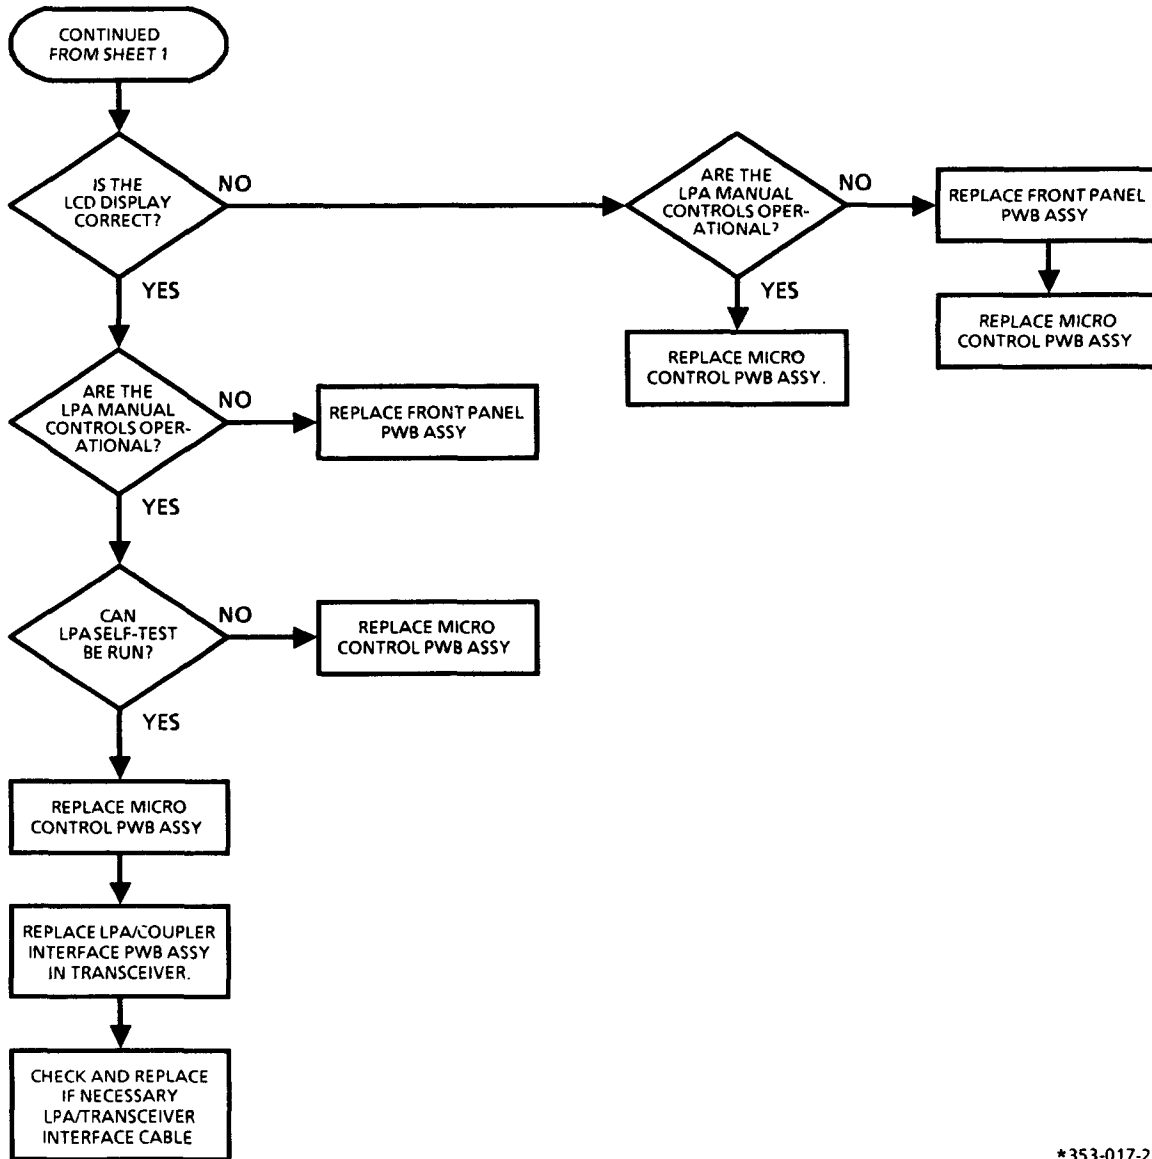 CONTINUED
FROM SHEET 1
IS THE
LCD DISPLAY
CORRECT?
NO
YES
ARE THE
LPA MANUAL
CONTROLS OPER-
ATIONAL?
NO
YES
REPLACE FRONT PANEL
PWB ASSY
REPLACE MICRO
CONTROL PWB ASSY
REPLACE MICRO
CONTROL PWB ASSY.
ARE THE
LPA MANUAL
CONTROLS OPER-
ATIONAL?
NO
YES
REPLACE FRONT PANEL
PWB ASSY
CAN
LPA SELF-TEST
BE RUN?
NO
YES
REPLACE MICRO
CONTROL PWB ASSY
REPLACE MICRO
CONTROL PWB ASSY
REPLACE LPA/COUPLER
INTERFACE PWB ASSY
IN TRANSCEIVER.
CHECK AND REPLACE
IF NECESSARY
LPA/TRANSCEIVER
INTERFACE CABLE
*353-017-2